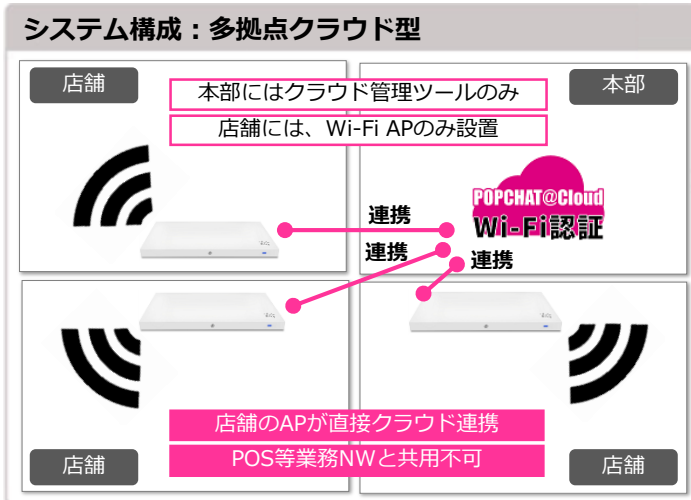 システム構成：多拠点クラウド型
店舗
本部にはクラウド管理ツールのみ
本部
店舗には、Wi-Fi APのみ設置
POPCHAT@Cloud
Wi-Fi認証
連携
連携
連携
店舗のAPが直接クラウド連携
POS等業務NWと共用不可
店舗
店舗